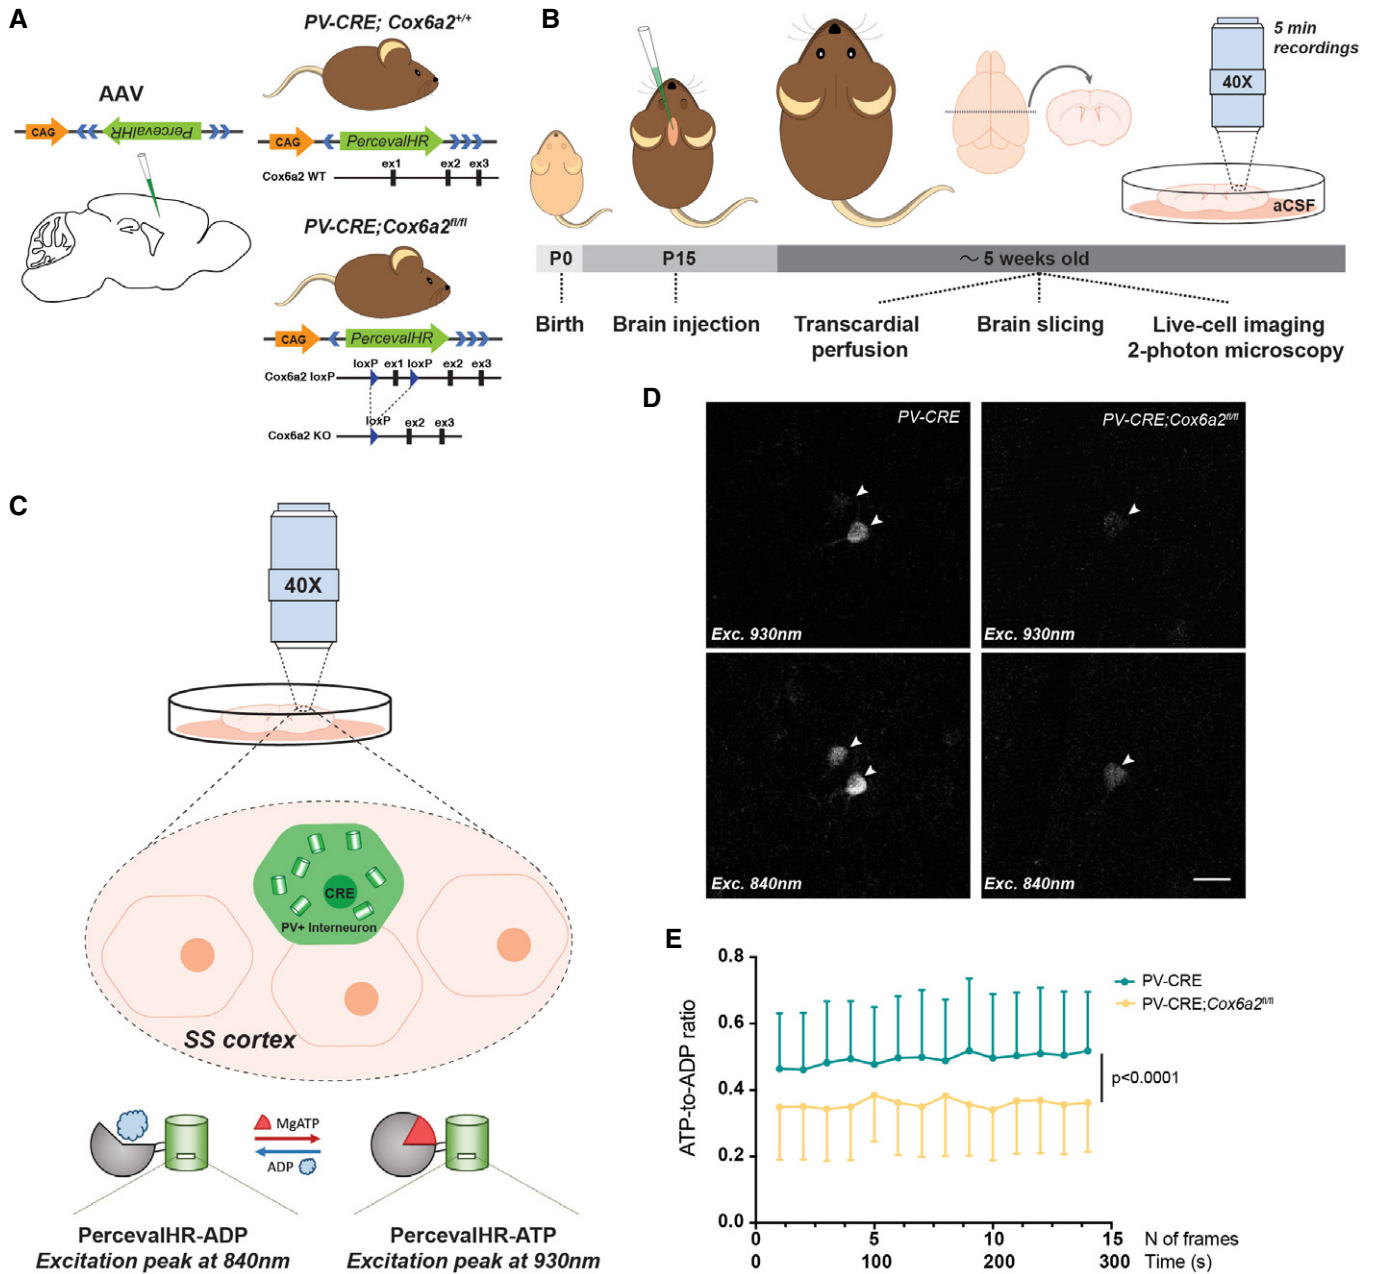 A
PV-CRE; Cox6a2+/+
AAV
CAG PercevalHR
CAG PercevalHR
ex1 ex2 ex3
Cox6a2 WT
PV-CRE;Cox6a2fl/fl
CAG PercevalHR
loxP ex1 loxP ex2 ex3
Cox6a2 loxP
loxP ex2 ex3
Cox6a2 KO
B
5 min
recordings
40X
aCSF
P0 P15 ~ 5 weeks old
Birth Brain injection Transcardial perfusion Brain slicing Live-cell imaging
2-photon microscopy
C
40X
CRE
PV+ Interneuron
SS cortex
MgATP
ADP
PercevalHR-ADP
Excitation peak at 840nm
PercevalHR-ATP
Excitation peak at 930nm
D
PV-CRE PV-CRE;Cox6a2fl/fl
Exc. 930nm Exc. 930nm
Exc. 840nm Exc. 840nm
E
ATP-to-ADP ratio
0.8
0.6
0.4
0.2
0.0
PV-CRE
PV-CRE;Cox6a2fl/fl
p<0.0001
0 5 10 15 N of frames
0 100 200 300 Time (s)